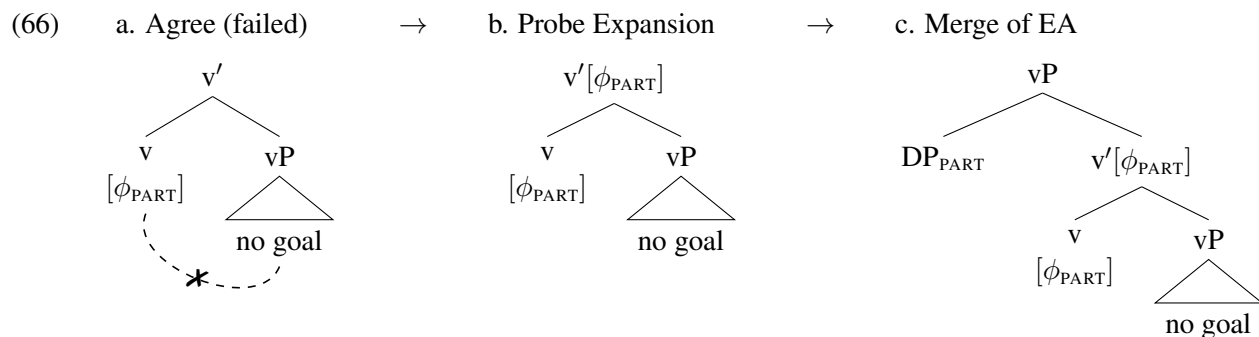 (66) a. Agree (failed) → b. Probe Expansion → c. Merge of EA
v′ v′[ϕPART] vP
v vP v vP DPPART v′[ϕPART]
[ϕPART] [ϕPART]
no goal no goal v vP
[ϕPART]
no goal